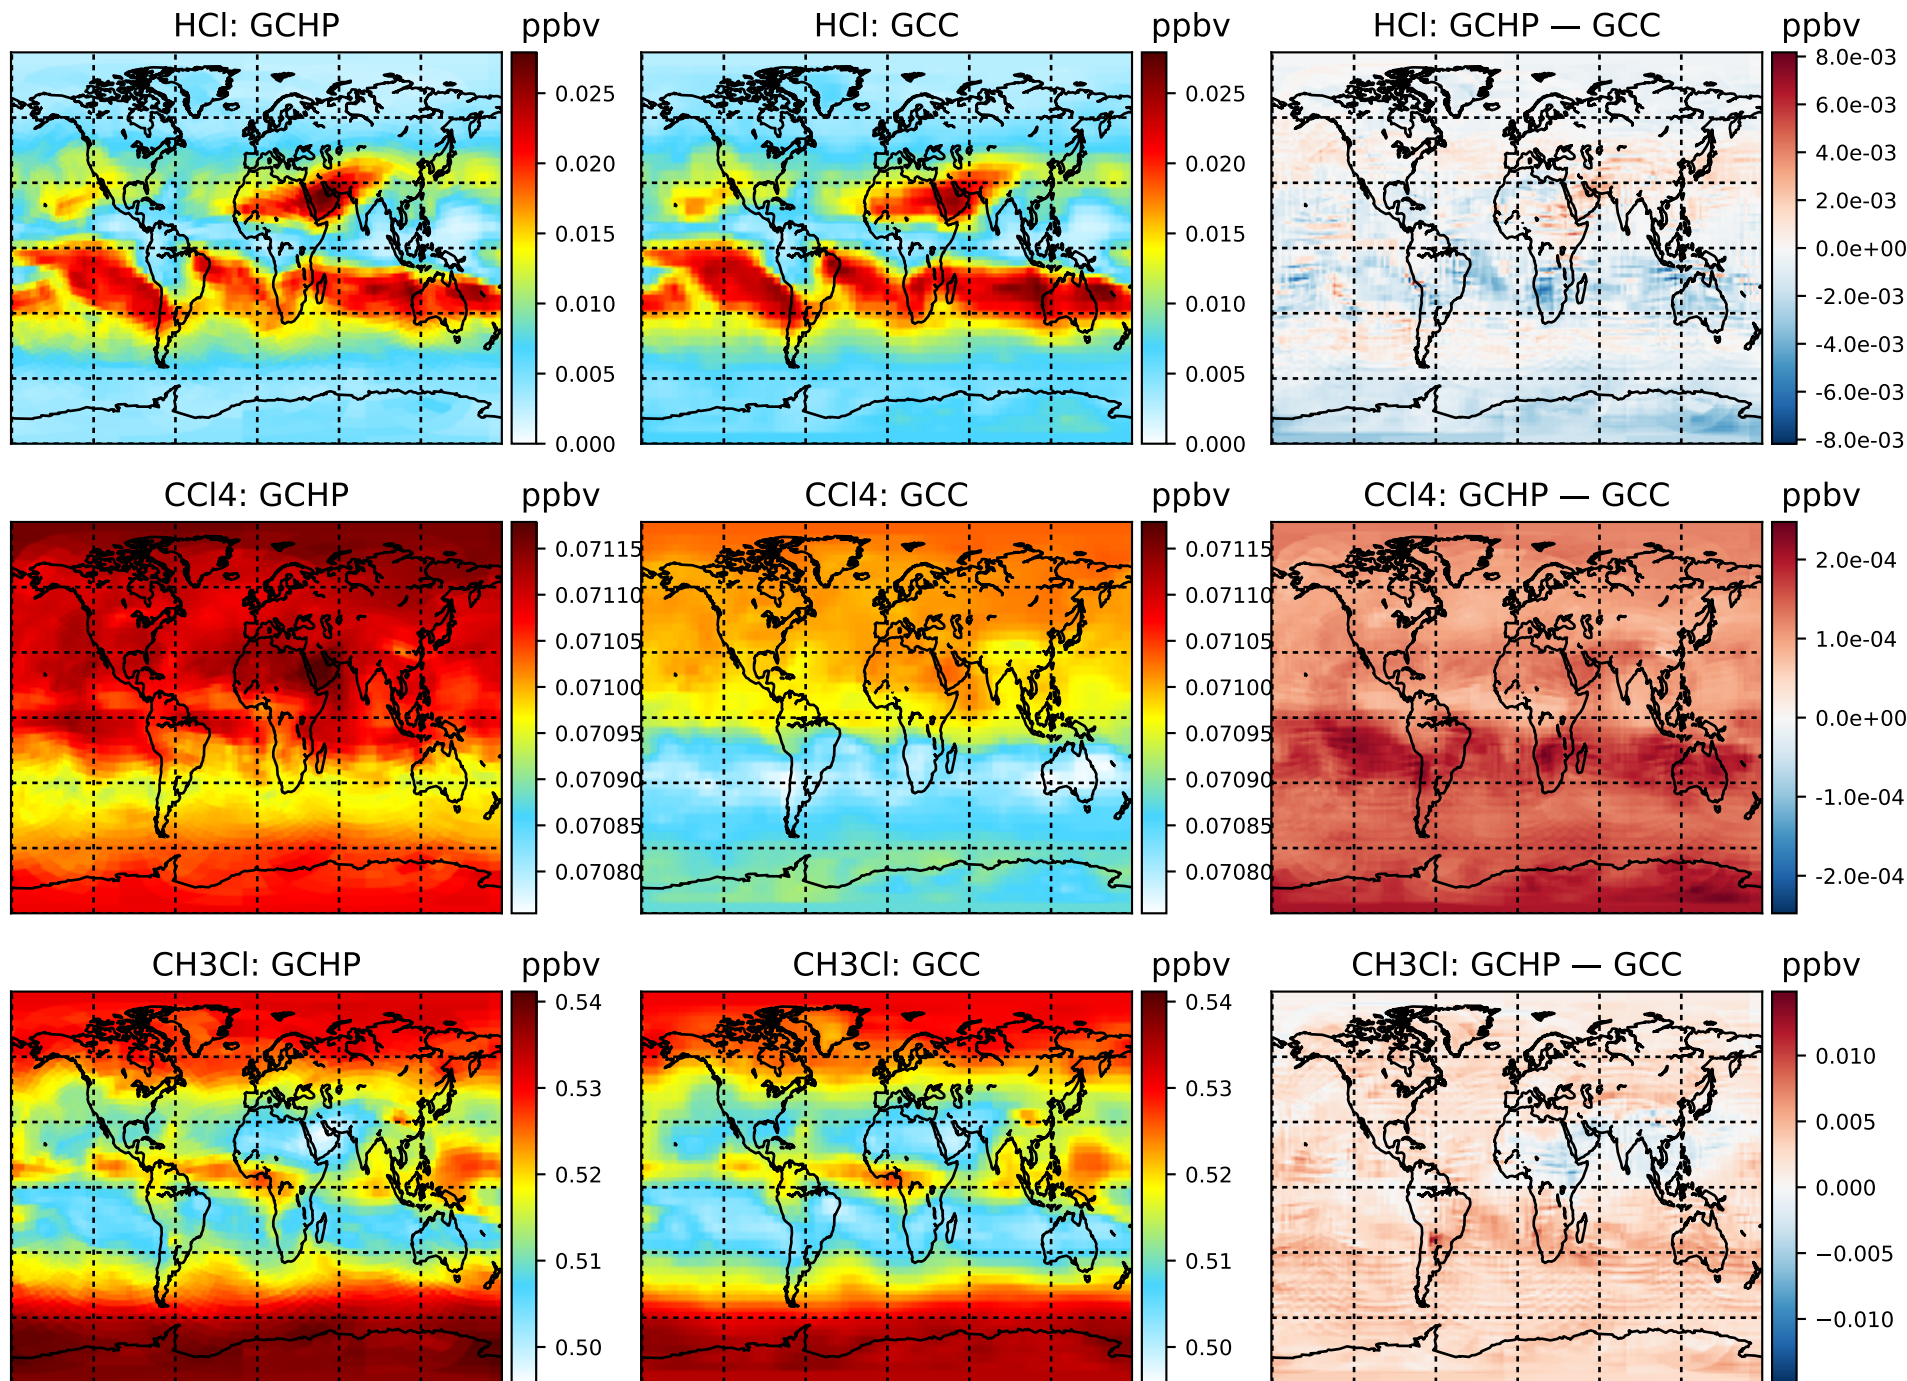 HCl: GCHP ppbv HCl: GCC ppbv HCl: GCHP — GCC ppbv
0.025 0.025 8.0e-03
6.0e-03
0.020 0.020 4.0e-03
2.0e-03
0.015 0.015 0.0e+00
0.010 0.010 -2.0e-03
-4.0e-03
0.005 0.005 -6.0e-03
0.000 0.000 -8.0e-03
CCl4: GCHP ppbv CCl4: GCC ppbv CCl4: GCHP — GCC ppbv
0.07115 0.07115 2.0e-04
0.07110 0.07110
0.07105 0.07105 1.0e-04
0.07100 0.07100
0.07095 0.07095 0.0e+00
0.07090 0.07090
0.07085 0.07085 -1.0e-04
0.07080 0.07080 -2.0e-04
CH3Cl: GCHP ppbv CH3Cl: GCC ppbv CH3Cl: GCHP — GCC ppbv
0.54 0.54
0.010
0.53 0.53 0.005
0.52 0.52 0.000
0.51 0.51 −0.005
0.50 0.50 −0.010